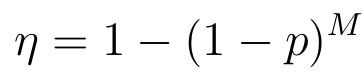 η = 1 − (1 − p)^M